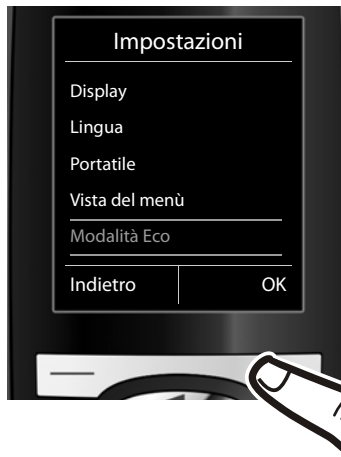 Impostazioni
Display
Lingua
Portatile
Vista del menù
Modalità Eco
Indietro OK